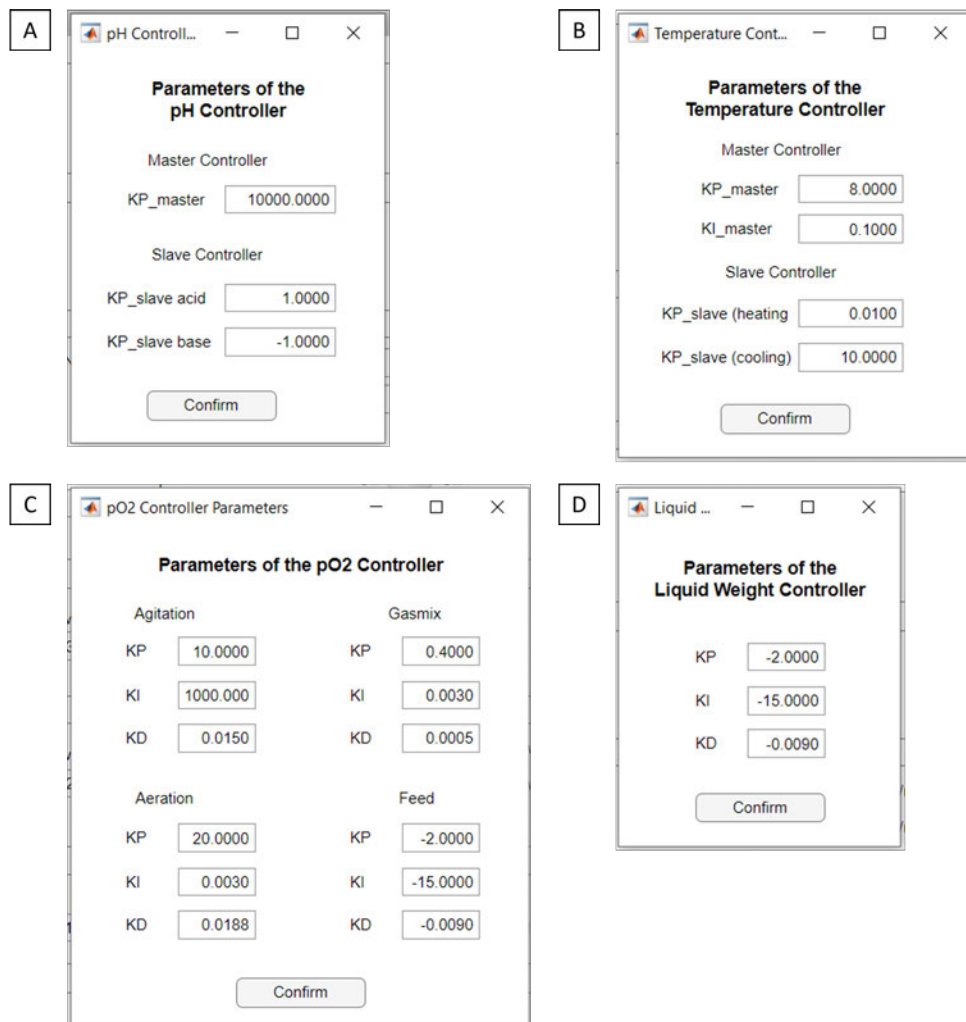 A
pH Controll...
Parameters of the
pH Controller
Master Controller
KP_master 10000.0000
Slave Controller
KP_slave acid 1.0000
KP_slave base -1.0000
Confirm
B
Temperature Cont...
Parameters of the
Temperature Controller
Master Controller
KP_master 8.0000
KI_master 0.1000
Slave Controller
KP_slave (heating 0.0100
KP_slave (cooling) 10.0000
Confirm
C
pO2 Controller Parameters
Parameters of the pO2 Controller
Agitation Gasmix
KP 10.0000 KP 0.4000
KI 1000.000 KI 0.0030
KD 0.0150 KD 0.0005
Aeration Feed
KP 20.0000 KP -2.0000
KI 0.0030 KI -15.0000
KD 0.0188 KD -0.0090
Confirm
D
Liquid ...
Parameters of the
Liquid Weight Controller
KP -2.0000
KI -15.0000
KD -0.0090
Confirm